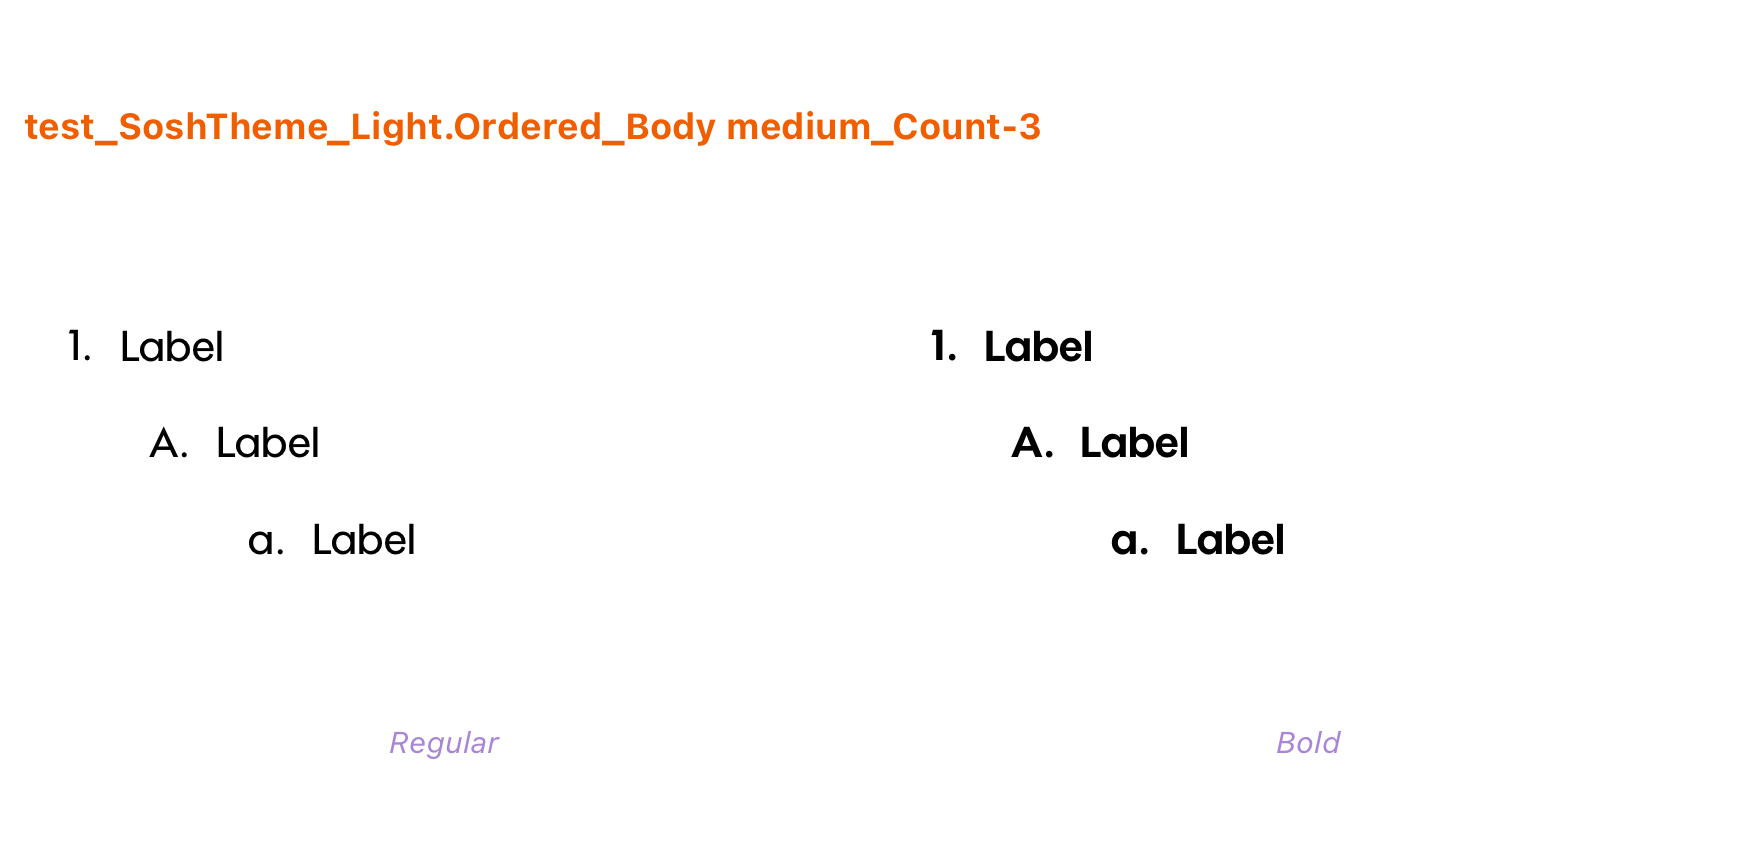 test_SoshTheme_Light.Ordered_Body medium_Count-3
1. Label
A. Label
a. Label
Regular
1. Label
A. Label
a. Label
Bold